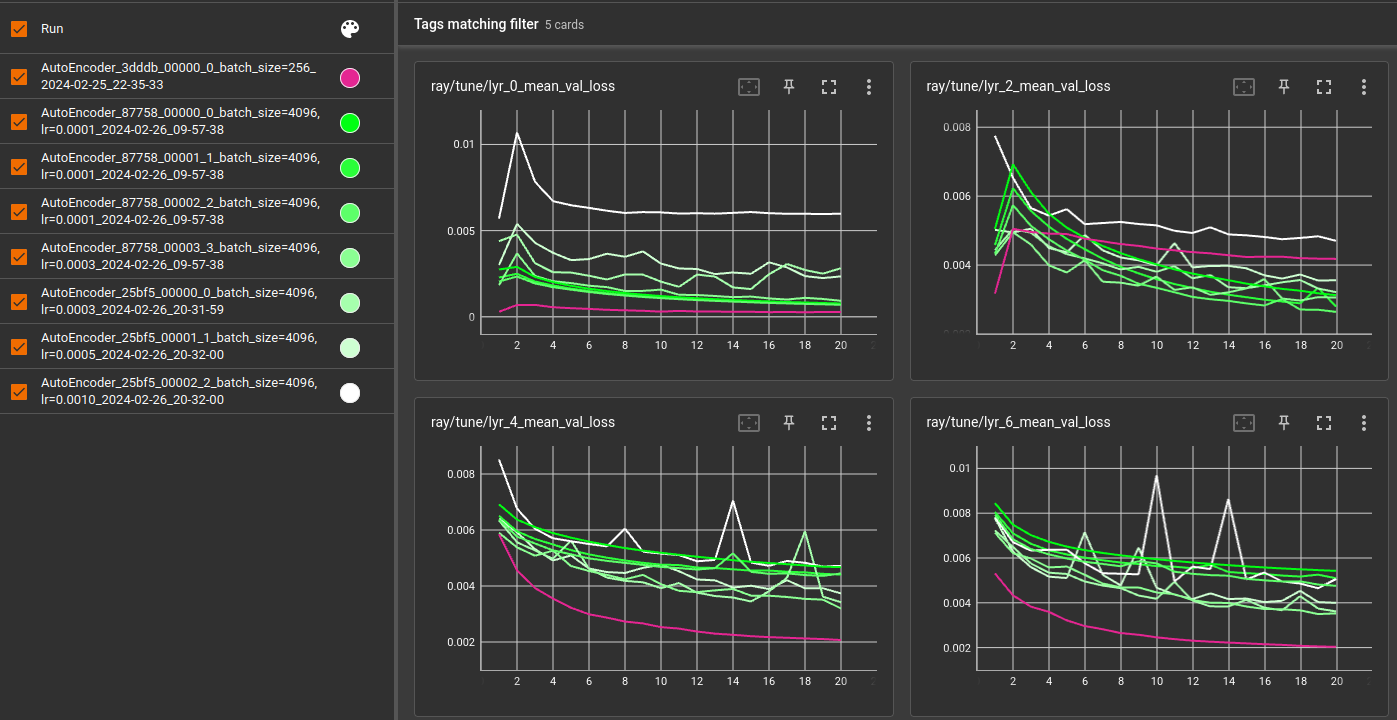 Run
AutoEncoder_3dddb_00000_0_batch_size=256_
2024-02-25_22-35-33
AutoEncoder_87758_00000_0_batch_size=4096,
lr=0.0001_2024-02-26_09-57-38
AutoEncoder_87758_00001_1_batch_size=4096,
lr=0.0001_2024-02-26_09-57-38
AutoEncoder_87758_00002_2_batch_size=4096,
lr=0.0001_2024-02-26_09-57-38
AutoEncoder_87758_00003_3_batch_size=4096,
lr=0.0003_2024-02-26_09-57-38
AutoEncoder_25bf5_00000_0_batch_size=4096,
lr=0.0003_2024-02-26_20-31-59
AutoEncoder_25bf5_00001_1_batch_size=4096,
lr=0.0005_2024-02-26_20-32-00
AutoEncoder_25bf5_00002_2_batch_size=4096,
lr=0.0010_2024-02-26_20-32-00
Tags matching filter 5 cards
ray/tune/lyr_0_mean_val_loss
0.01
0.005
0
2 4 6 8 10 12 14 16 18 20
ray/tune/lyr_2_mean_val_loss
0.008
0.006
0.004
2 4 6 8 10 12 14 16 18 20
ray/tune/lyr_4_mean_val_loss
0.008
0.006
0.004
0.002
2 4 6 8 10 12 14 16 18 20
ray/tune/lyr_6_mean_val_loss
0.01
0.008
0.006
0.004
0.002
2 4 6 8 10 12 14 16 18 20